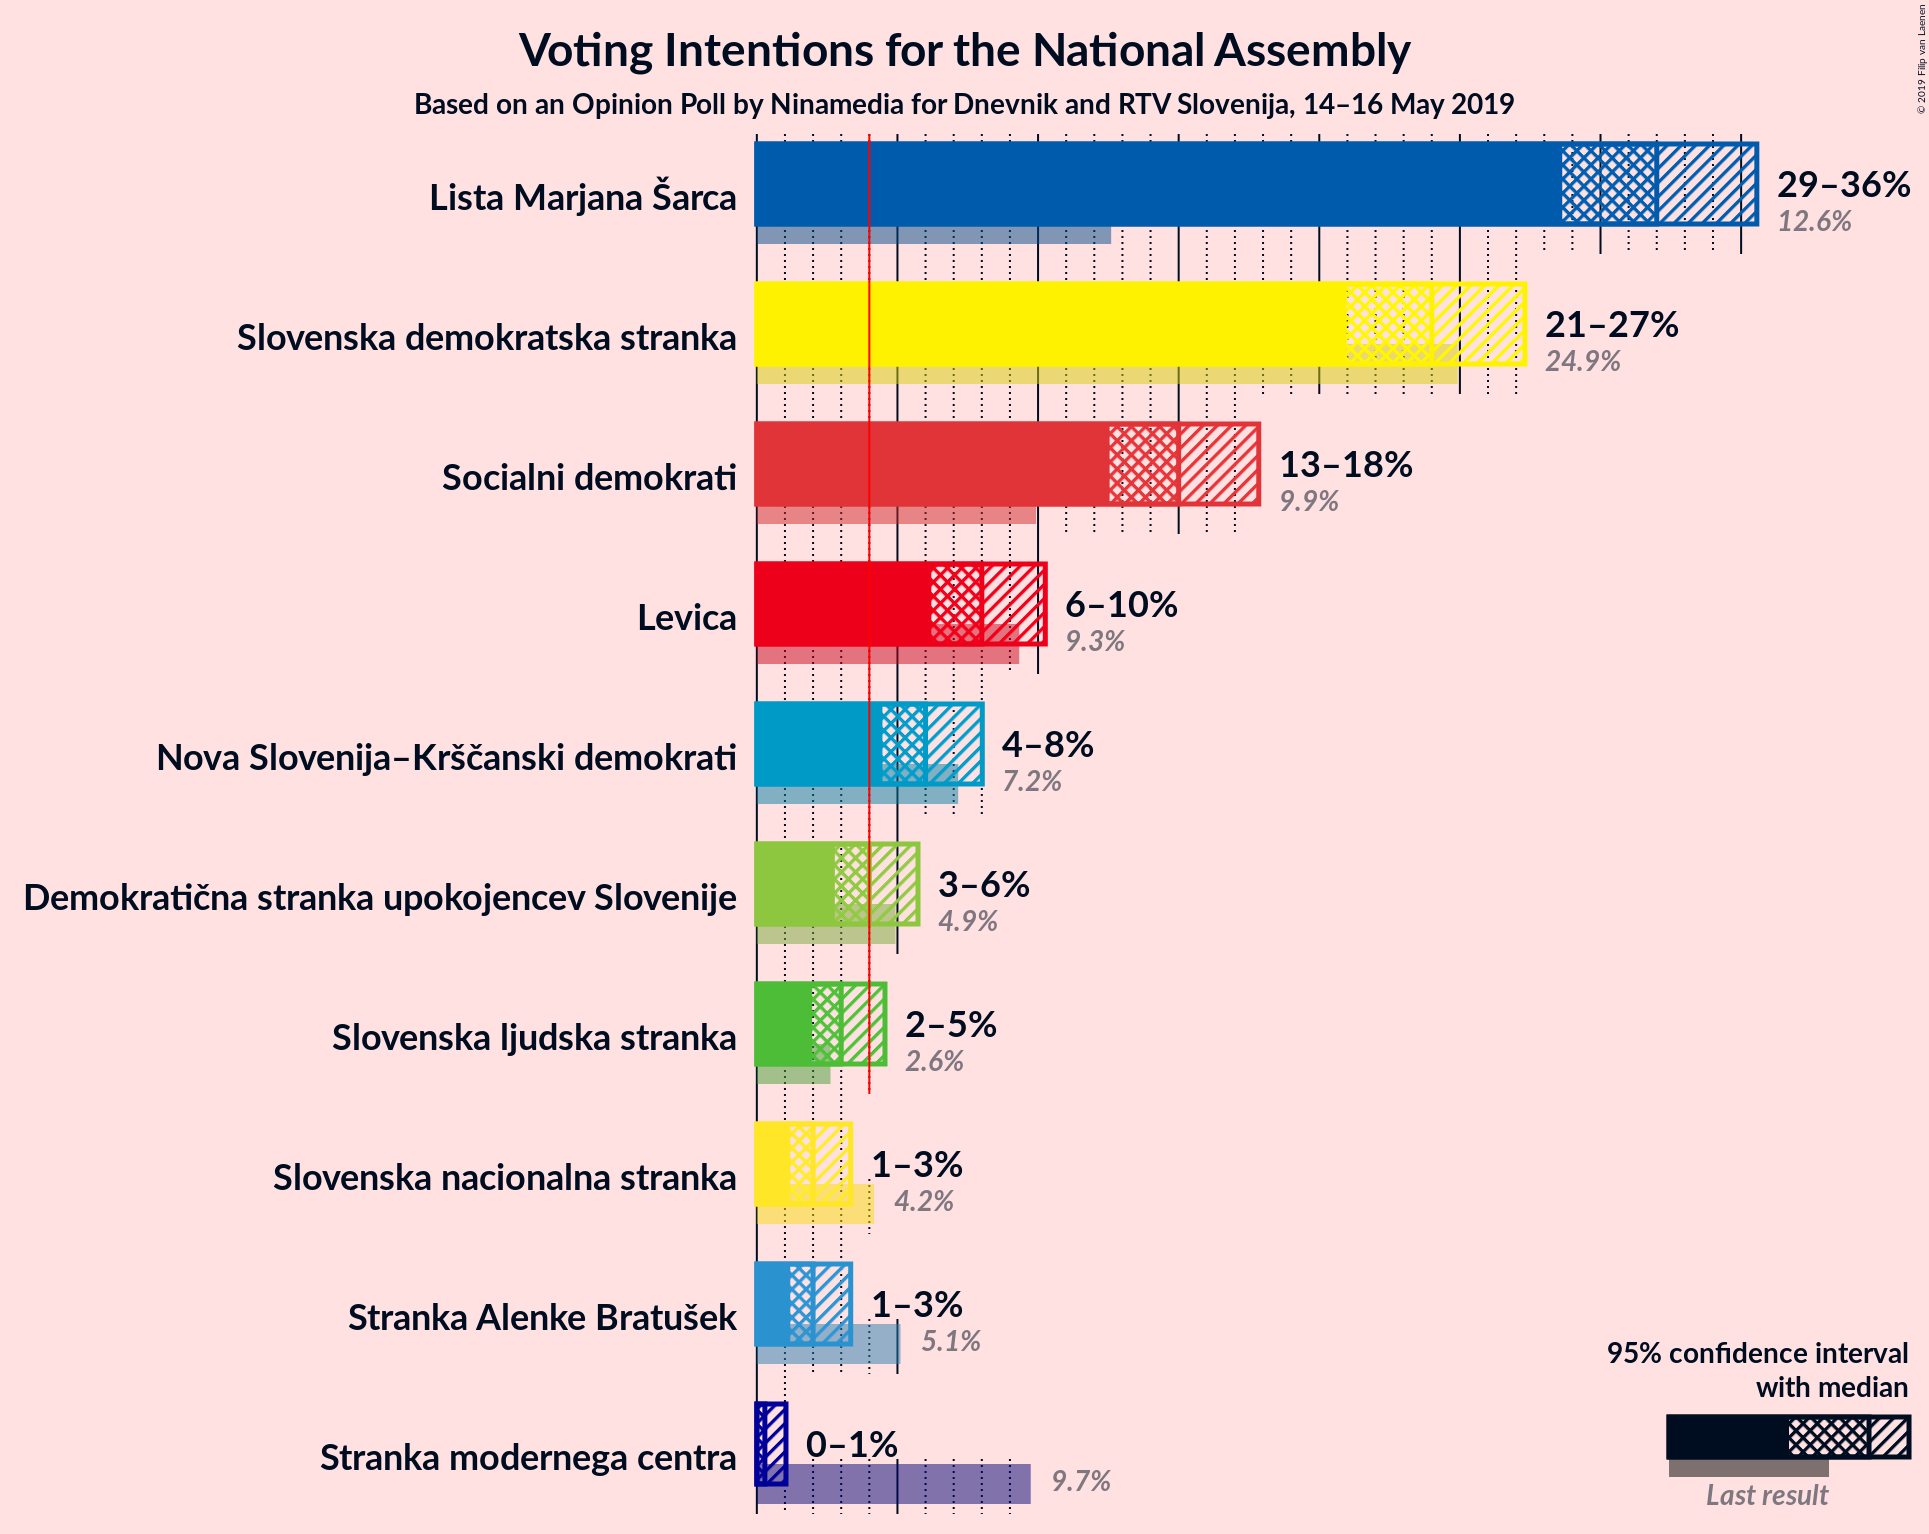 Voting Intentions for the National Assembly
Based on an Opinion Poll by Ninamedia for Dnevnik and RTV Slovenija, 14–16 May 2019
© 2019 Filip van Laenen
Lista Marjana Šarca
29–36%
12.6%
Slovenska demokratska stranka
21–27%
24.9%
Socialni demokrati
13–18%
9.9%
Levica
6–10%
9.3%
Nova Slovenija–Krščanski demokrati
4–8%
7.2%
Demokratična stranka upokojencev Slovenije
3–6%
4.9%
Slovenska ljudska stranka
2–5%
2.6%
Slovenska nacionalna stranka
1–3%
4.2%
Stranka Alenke Bratušek
1–3%
5.1%
Stranka modernega centra
0–1%
9.7%
95% confidence interval
with median
Last result